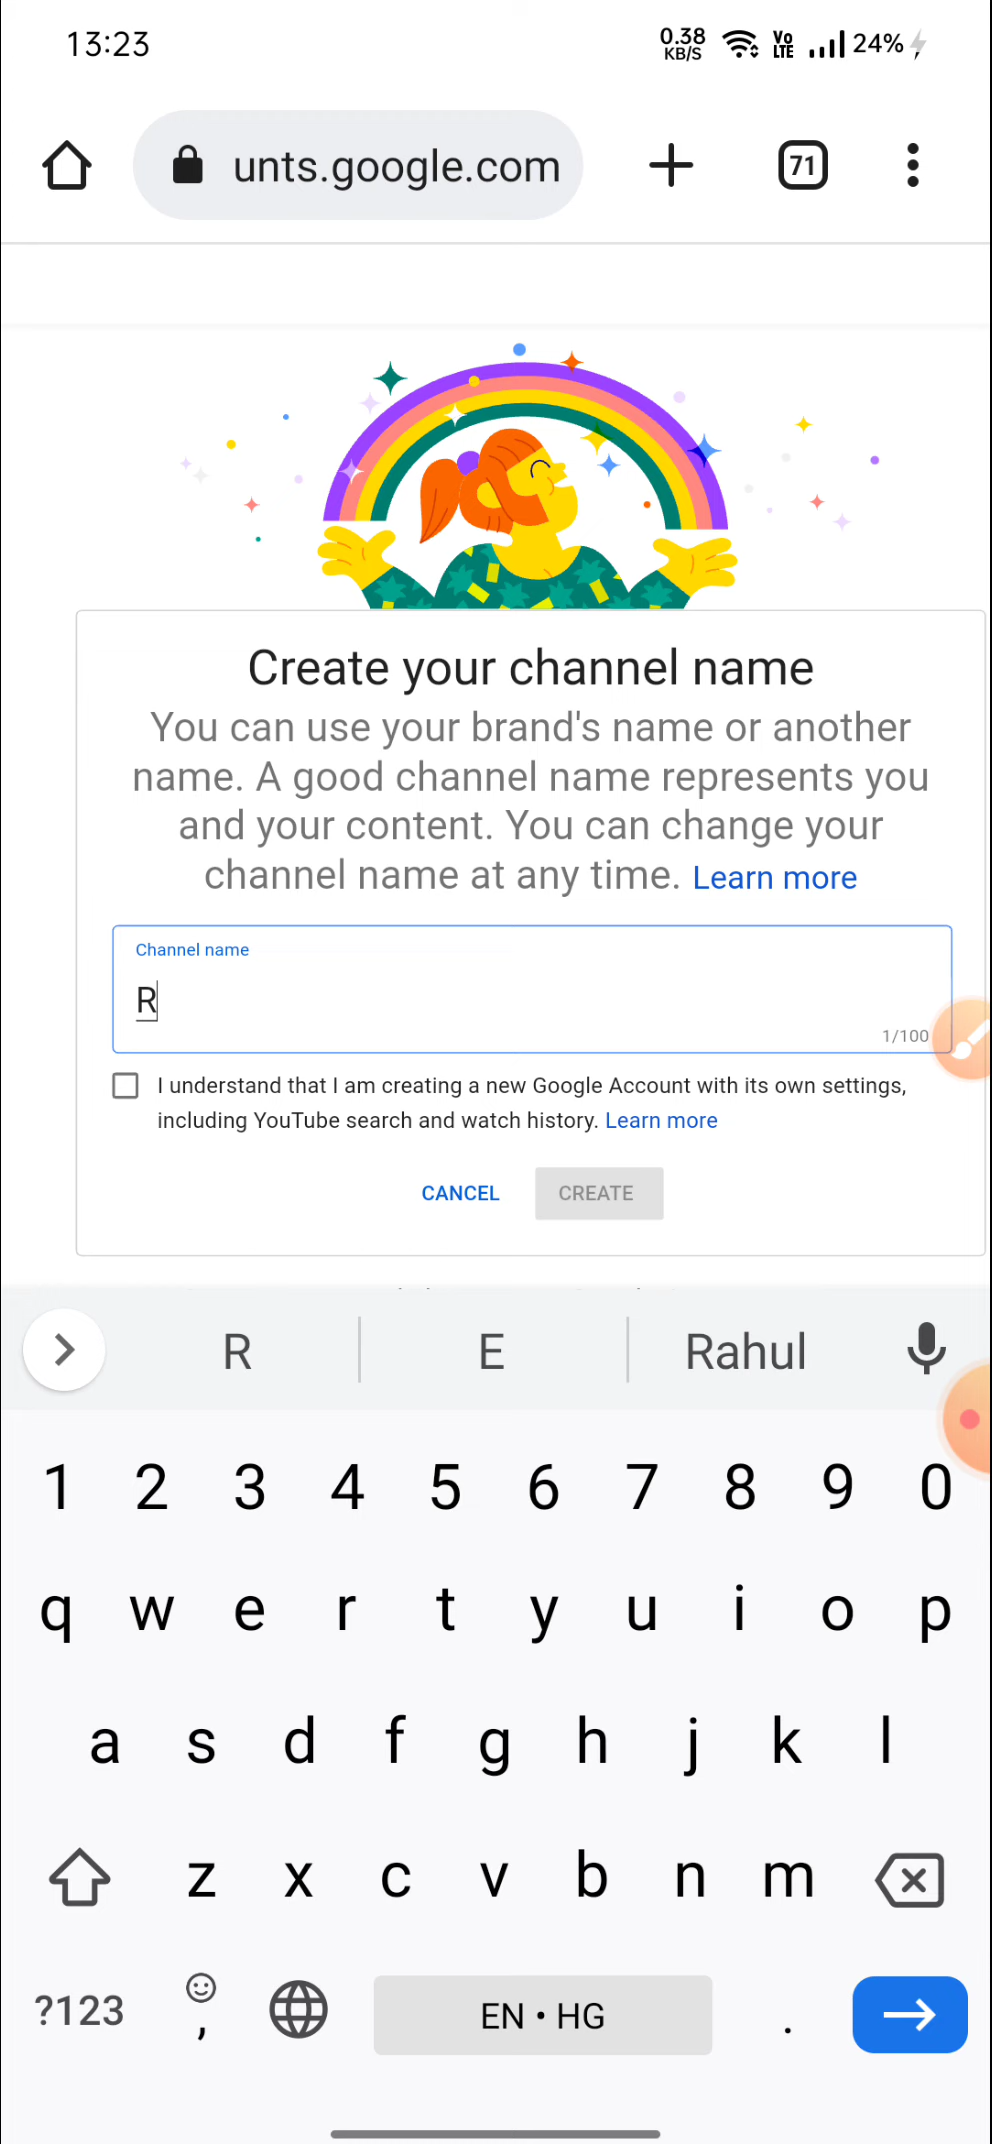 13:23
0.38 KB/S Vo LTE 24%
unts.google.com 71
Create your channel name
You can use your brand's name or another
name. A good channel name represents you
and your content. You can change your
channel name at any time. Learn more
Channel name
R
1/100
I understand that I am creating a new Google Account with its own settings,
including YouTube search and watch history. Learn more
CANCEL CREATE
R E Rahul
1 2 3 4 5 6 7 8 9 0
q w e r t y u i o p
a s d f g h j k l
z x c v b n m
?123 , EN • HG .